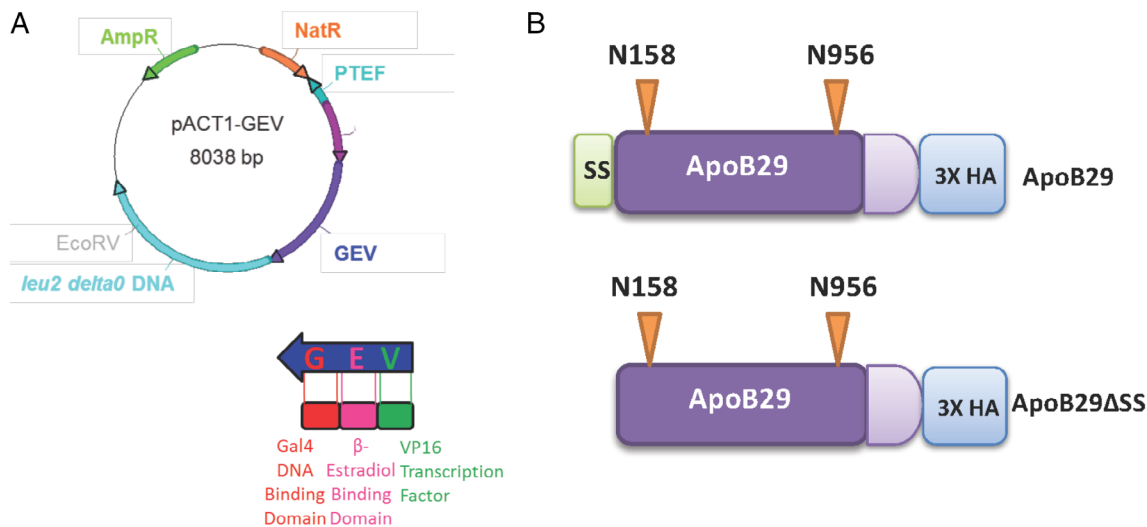 A
AmpR
NatR
PTEF
pACT1-GEV
8038 bp
EcoRV
GEV
leu2 delta0 DNA
G E V
Gal4 β- VP16
DNA Estradiol Transcription
Binding Binding Factor
Domain Domain
B
N158 N956
SS ApoB29 3X HA ApoB29
N158 N956
ApoB29 3X HA ApoB29ΔSS